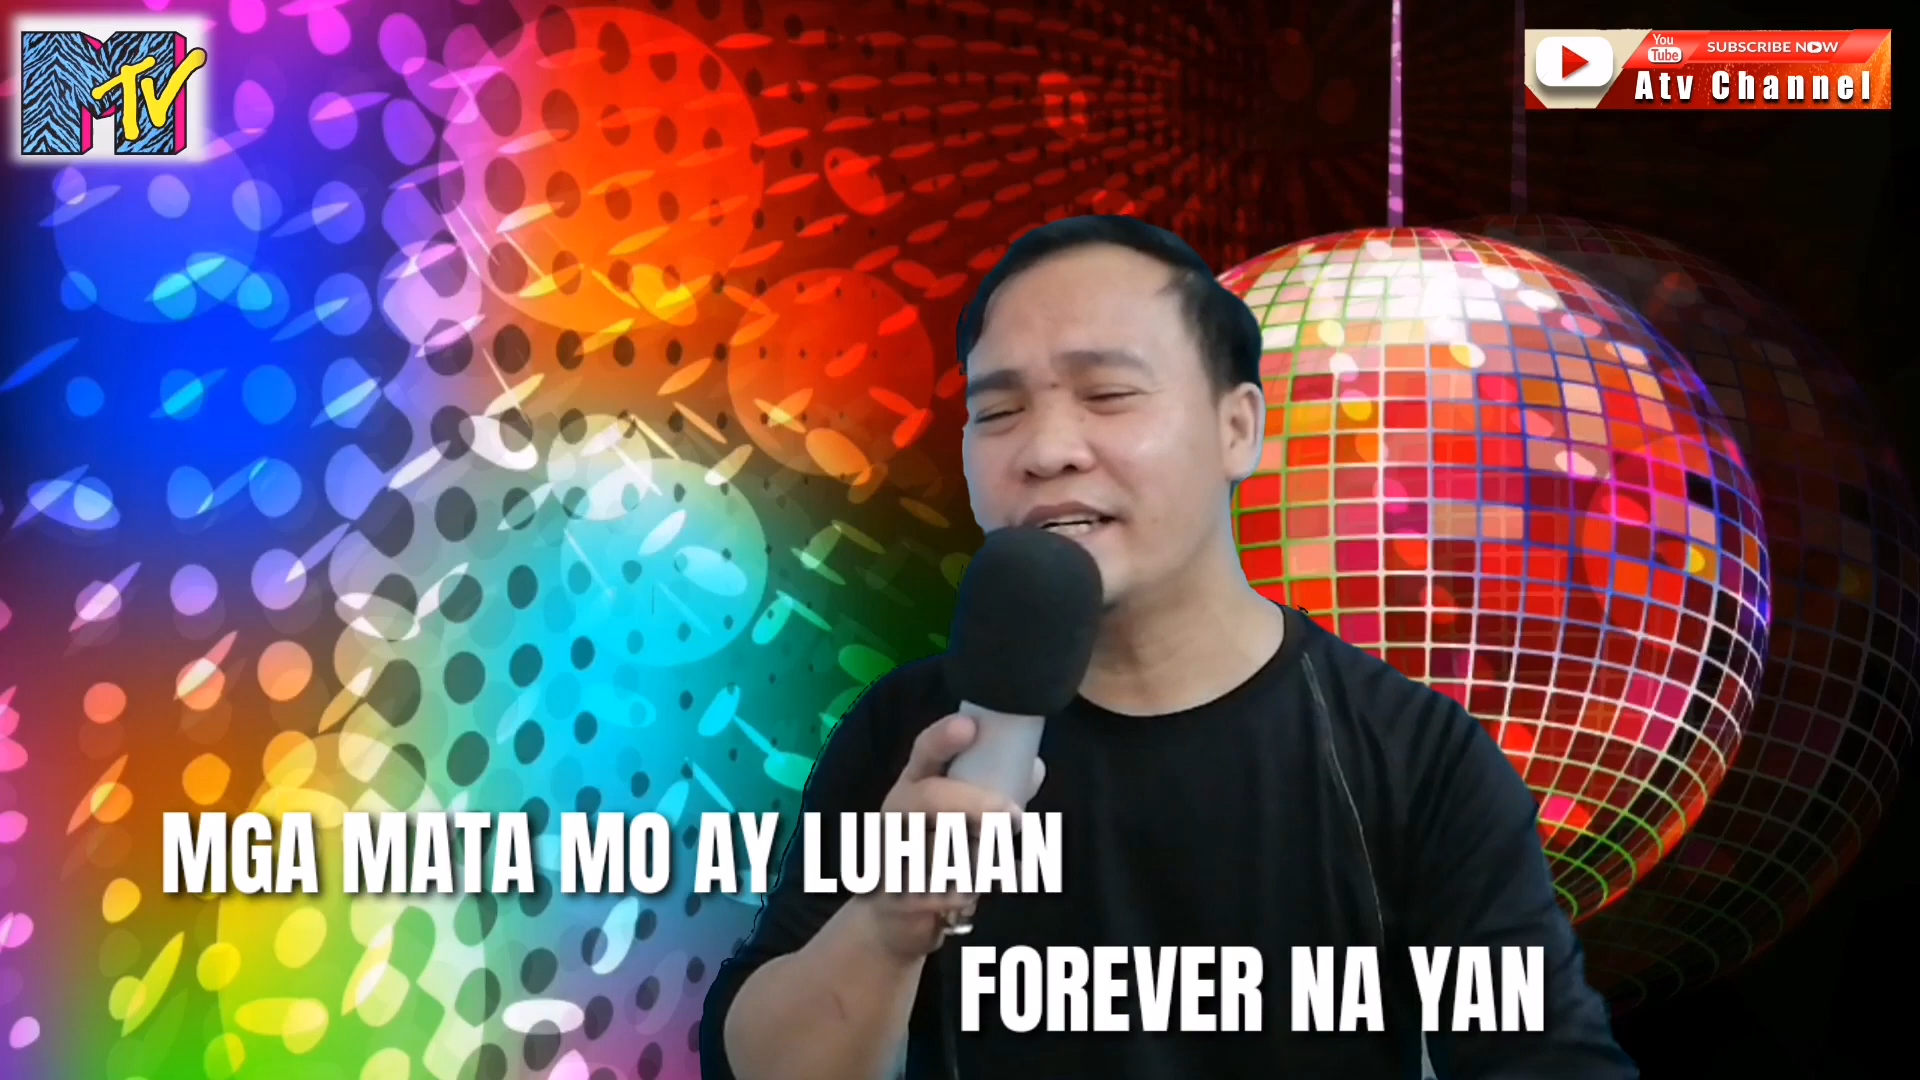 MTV
You
Tube
SUBSCRIBE NOW
Atv Channel
MGA MATA MO AY LUHAAN
FOREVER NA YAN